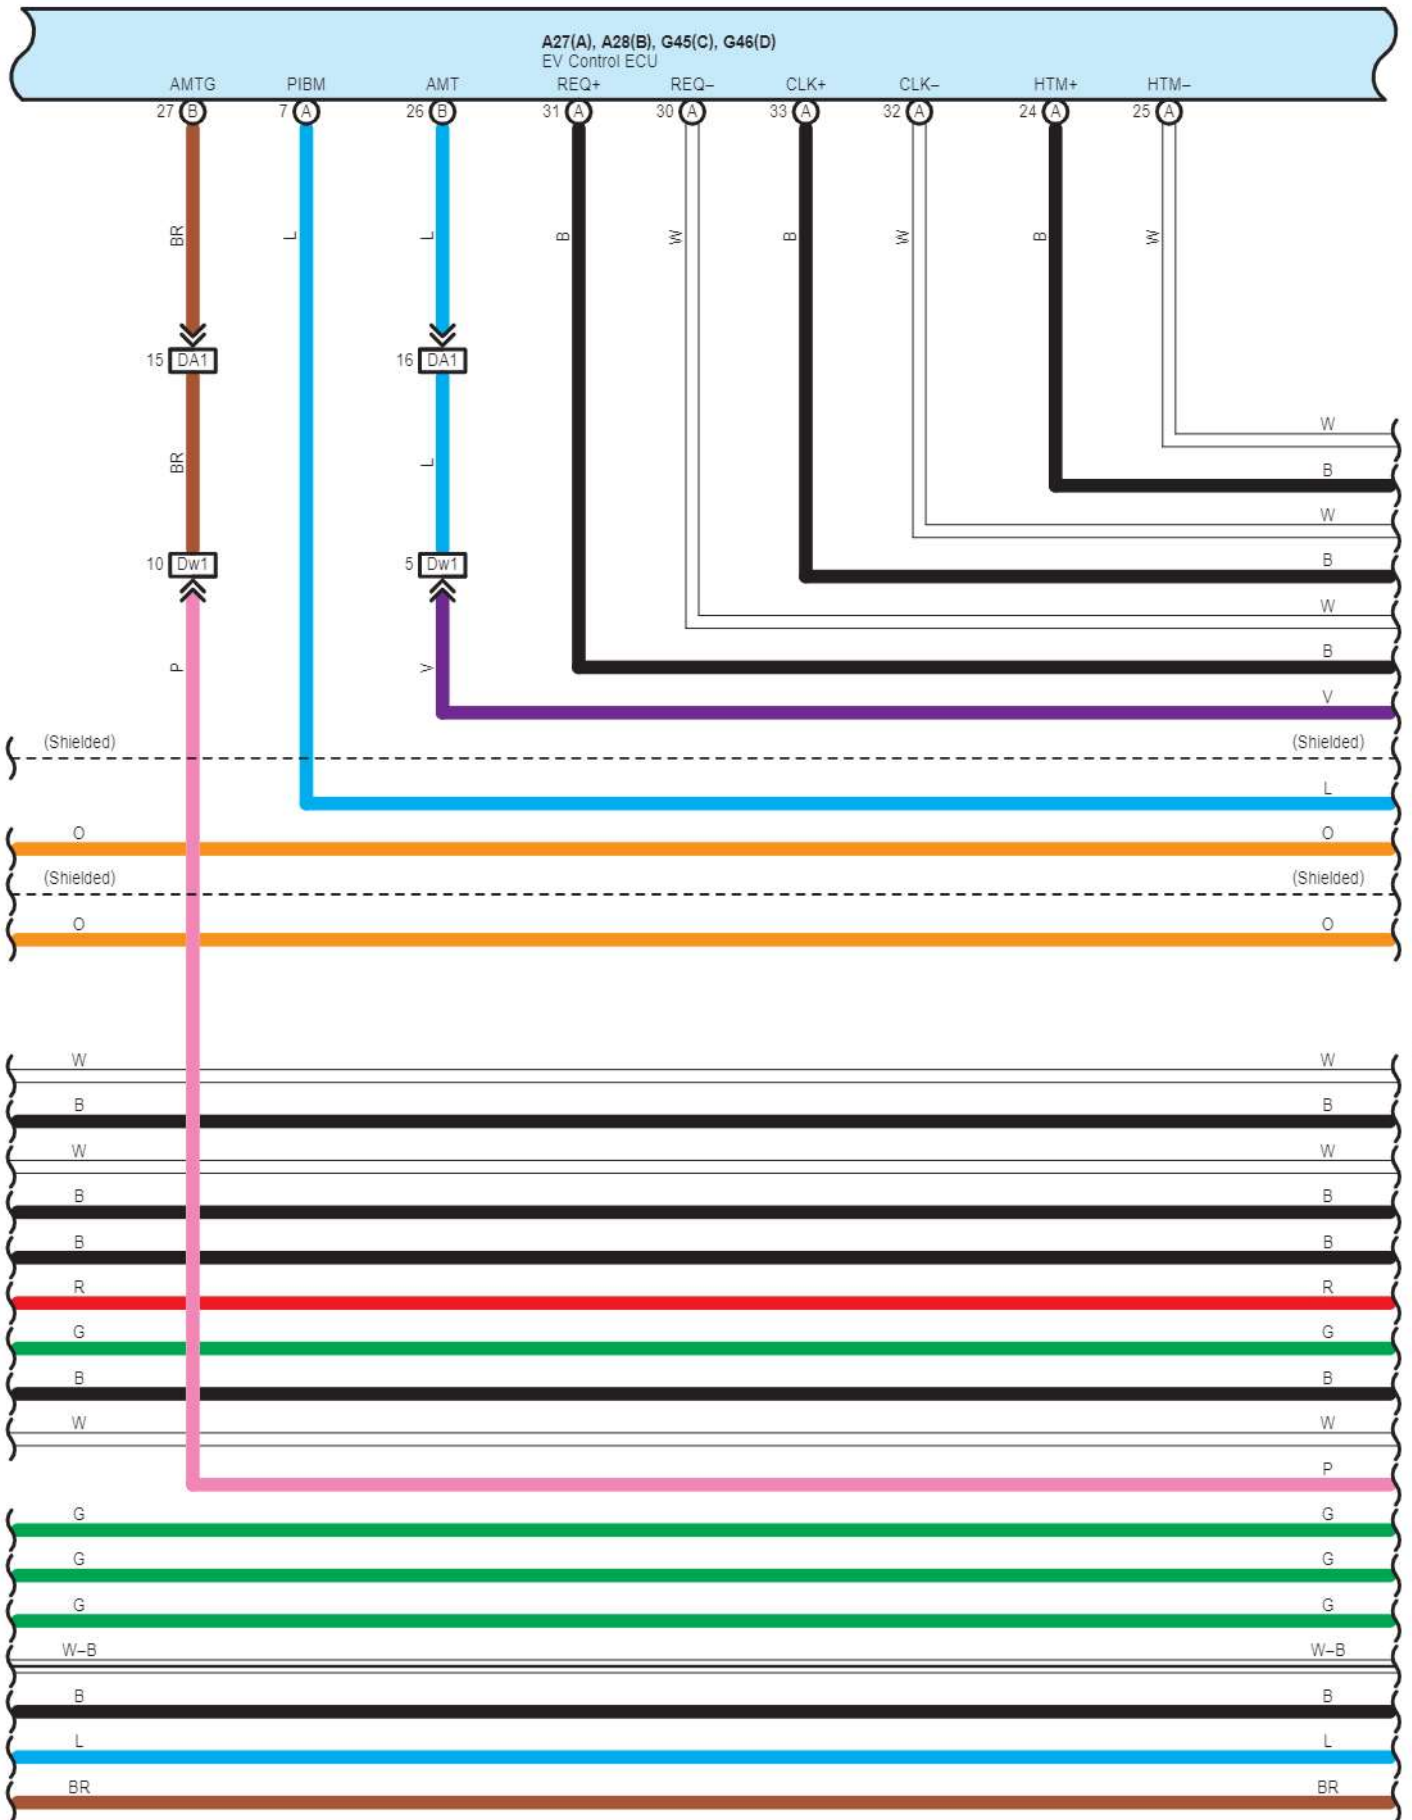 A27(A), A28(B), G45(C), G46(D)
EV Control ECU
AMTG PIBM AMT REQ+ REQ– CLK+ CLK– HTM+ HTM–
27 B 7 A 26 B 31 A 30 A 33 A 32 A 24 A 25 A
BR L L B W B W B W
15 DA1 16 DA1
W
BR L
B
W
10 Dw1 5 Dw1
B
W
B
P V
V
(Shielded) (Shielded)
L
O O
(Shielded) (Shielded)
O O
W W
B B
W W
B B
B B
R R
G G
B B
W W
P
G G
G G
G G
W–B W–B
B B
L L
BR BR